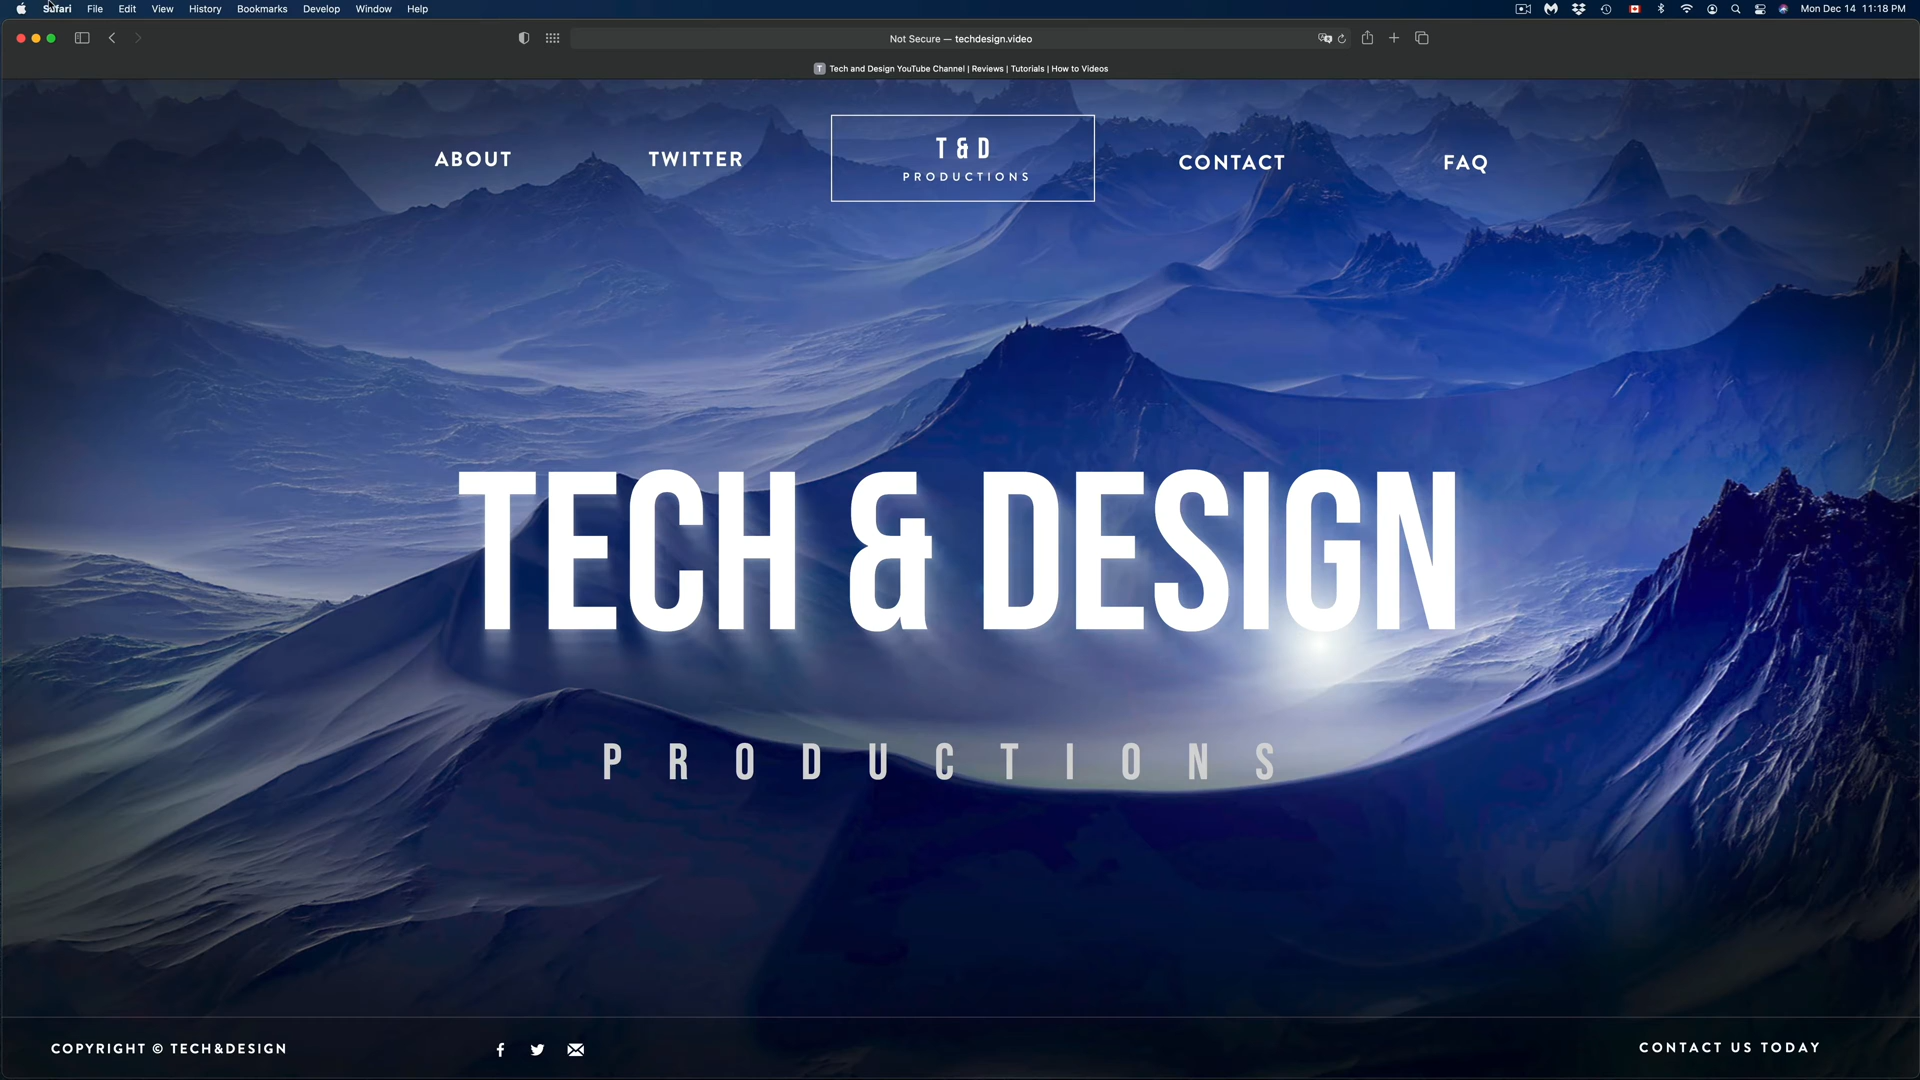 Safari File Edit View History Bookmarks Develop Window Help Mon Dec 14 11:18 PM
Not Secure — techdesign.video
T Tech and Design YouTube Channel | Reviews | Tutorials | How to Videos
ABOUT TWITTER T & D CONTACT FAQ
PRODUCTIONS
TECH & DESIGN
PRODUCTIONS
COPYRIGHT © TECH&DESIGN CONTACT US TODAY